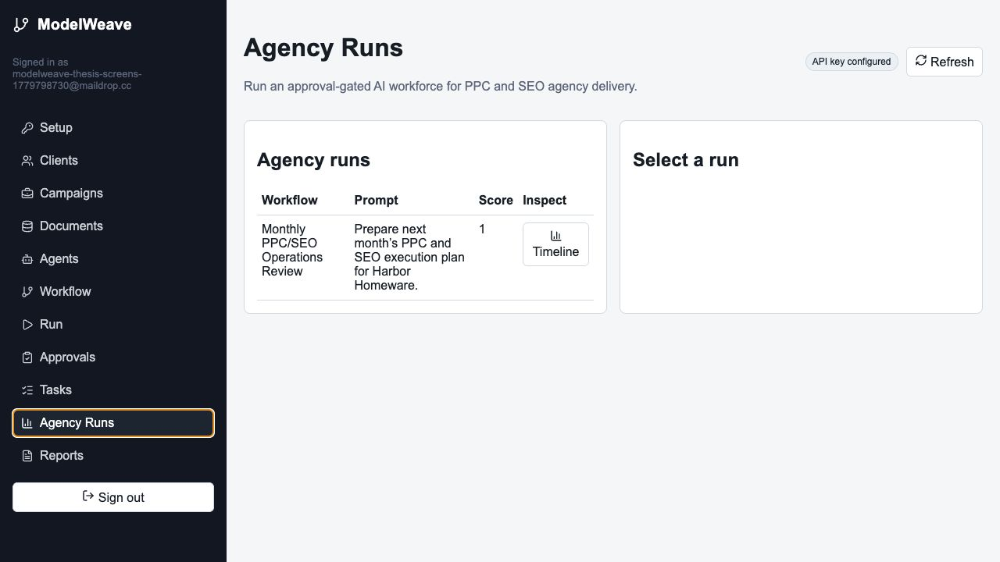 ModelWeave
Signed in as
modelweave-thesis-screens-
1779798730@maildrop.cc
Setup
Clients
Campaigns
Documents
Agents
Workflow
Run
Approvals
Tasks
Agency Runs
Reports
Sign out
Agency Runs
Run an approval-gated AI workforce for PPC and SEO agency delivery.
API key configured
Refresh
Agency runs
Workflow Prompt Score Inspect
Monthly
PPC/SEO
Operations
Review
Prepare next
month’s PPC and
SEO execution plan
for Harbor
Homeware.
1
Timeline
Select a run